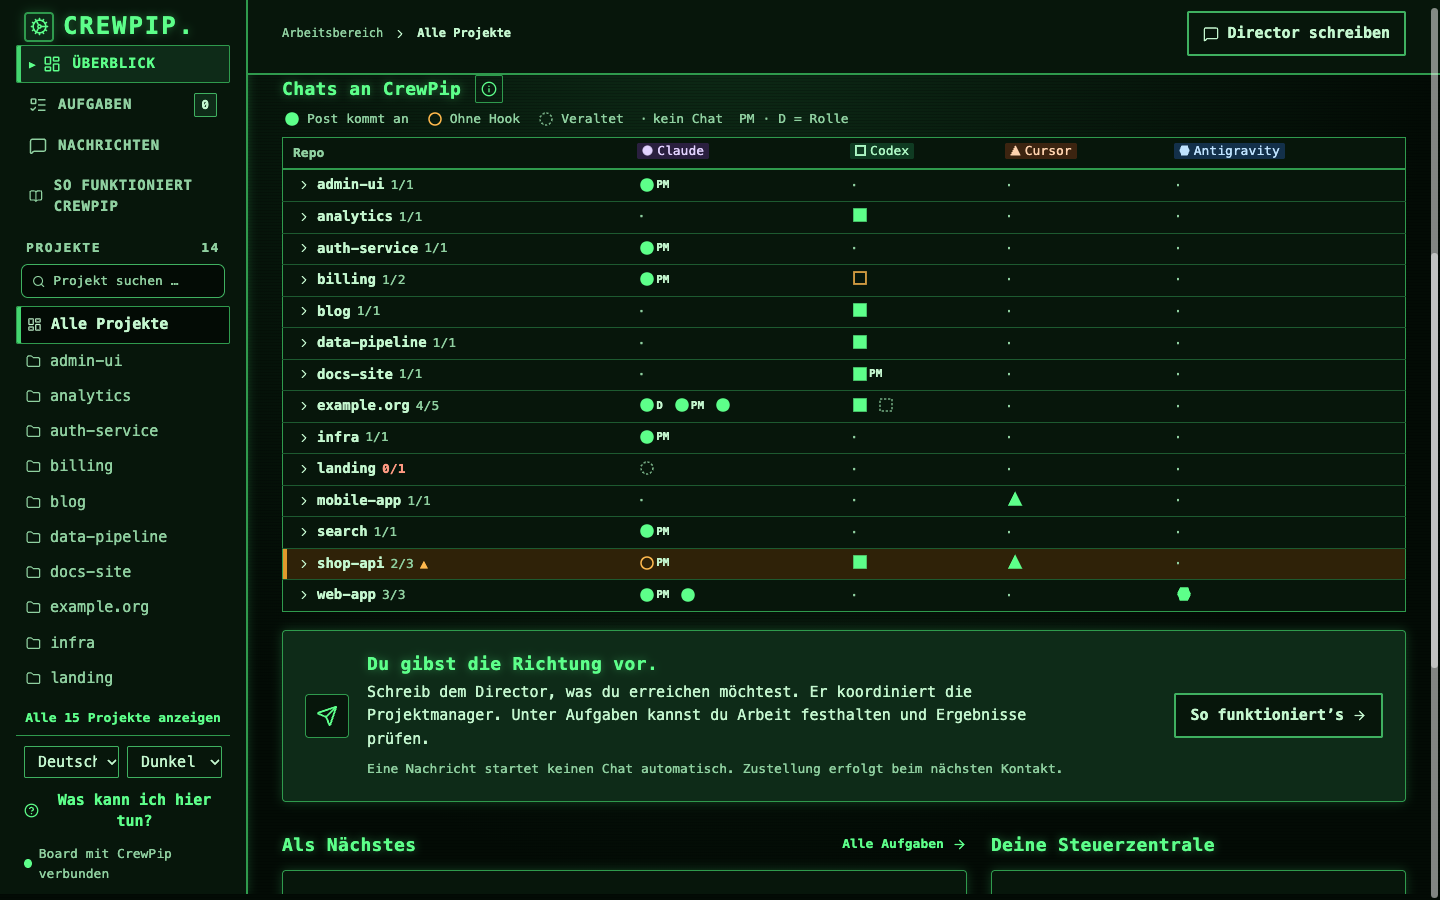 CREWPIP.
ÜBERBLICK
AUFGABEN 0
NACHRICHTEN
SO FUNKTIONIERT
CREWPIP
PROJEKTE 14
Projekt suchen …
Alle Projekte
admin-ui
analytics
auth-service
billing
blog
data-pipeline
docs-site
example.org
infra
landing
Alle 15 Projekte anzeigen
Deutsch Dunkel
Was kann ich hier
tun?
Board mit CrewPip
verbunden
Arbeitsbereich > Alle Projekte
Director schreiben
Chats an CrewPip
Post kommt an Ohne Hook Veraltet · kein Chat PM · D = Rolle
Repo Claude Codex Cursor Antigravity
admin-ui 1/1 PM · · ·
analytics 1/1 · · ·
auth-service 1/1 PM · · ·
billing 1/2 PM · ·
blog 1/1 · · ·
data-pipeline 1/1 · · ·
docs-site 1/1 · PM · ·
example.org 4/5 D PM · ·
infra 1/1 PM · · ·
landing 0/1 · · ·
mobile-app 1/1 · · ·
search 1/1 PM · · ·
shop-api 2/3 PM ·
web-app 3/3 PM · ·
Du gibst die Richtung vor.
Schreib dem Director, was du erreichen möchtest. Er koordiniert die
Projektmanager. Unter Aufgaben kannst du Arbeit festhalten und Ergebnisse
prüfen.
Eine Nachricht startet keinen Chat automatisch. Zustellung erfolgt beim nächsten Kontakt.
So funktioniert’s →
Als Nächstes
Alle Aufgaben →
Deine Steuerzentrale